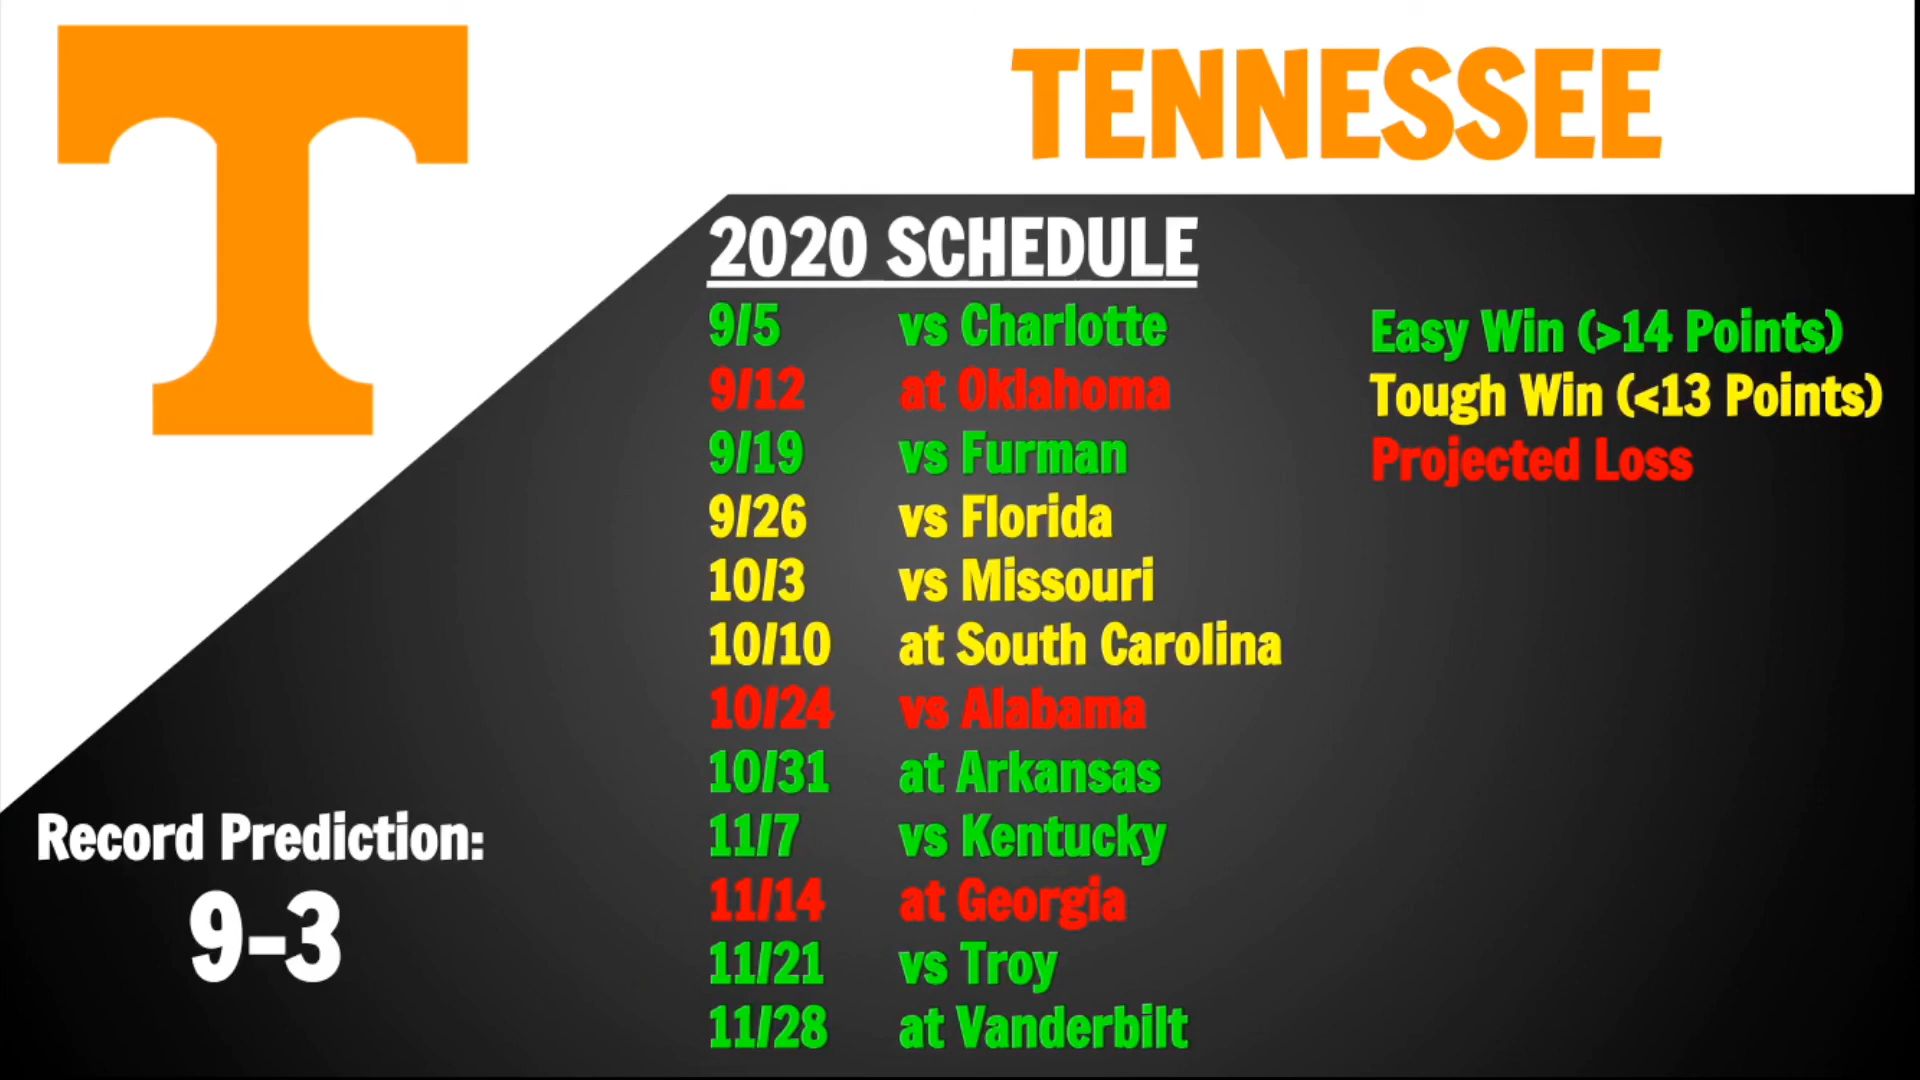 T
TENNESSEE
2020 SCHEDULE
9/5 vs Charlotte
9/12 at Oklahoma
9/19 vs Furman
9/26 vs Florida
10/3 vs Missouri
10/10 at South Carolina
10/24 vs Alabama
10/31 at Arkansas
11/7 vs Kentucky
11/14 at Georgia
11/21 vs Troy
11/28 at Vanderbilt
Easy Win (>14 Points)
Tough Win (<13 Points)
Projected Loss
Record Prediction:
9-3